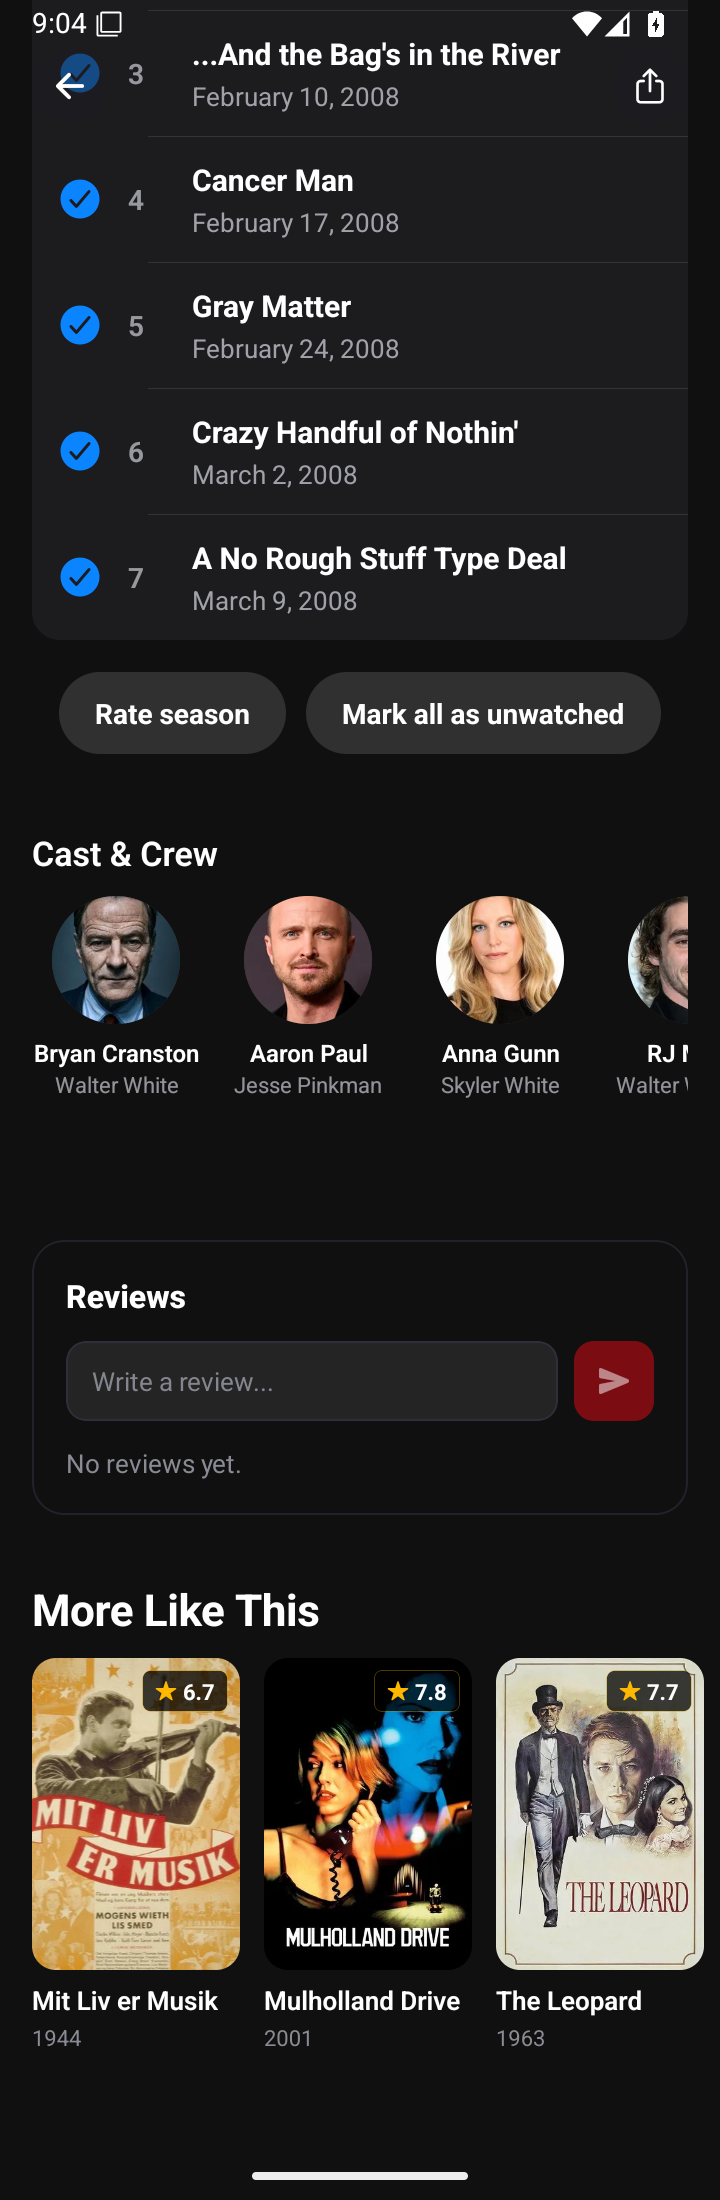 9:04
3
...And the Bag's in the River
February 10, 2008
4
Cancer Man
February 17, 2008
5
Gray Matter
February 24, 2008
6
Crazy Handful of Nothin'
March 2, 2008
7
A No Rough Stuff Type Deal
March 9, 2008
Rate season
Mark all as unwatched
Cast & Crew
Bryan Cranston
Walter White
Aaron Paul
Jesse Pinkman
Anna Gunn
Skyler White
RJ
Walter
Reviews
Write a review...
No reviews yet.
More Like This
6.7
MIT LIV
ER MUSIK
MOGENS WIETH
LIS SMED
7.8
MULHOLLAND DRIVE
7.7
THE LEOPARD
Mit Liv er Musik
1944
Mulholland Drive
2001
The Leopard
1963